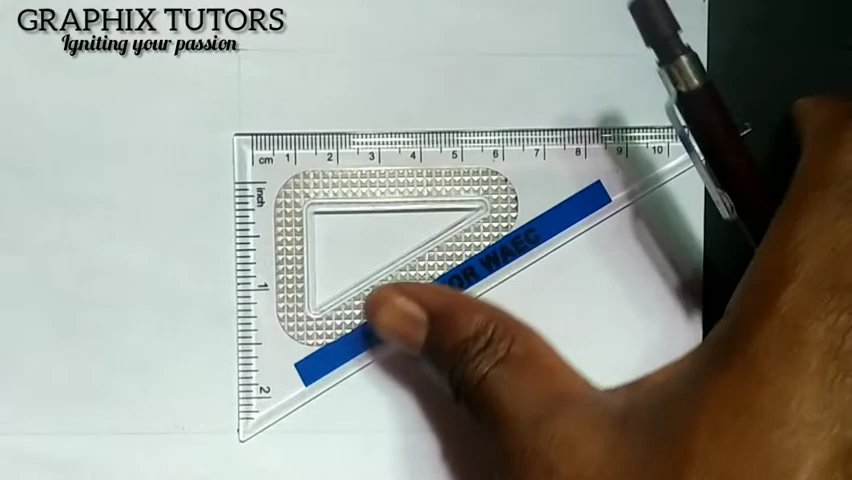 GRAPHIX TUTORS
Igniting your passion
cm 1 2 3 4 5 6 7 8 9 10
inch
1
2
OR WAEC